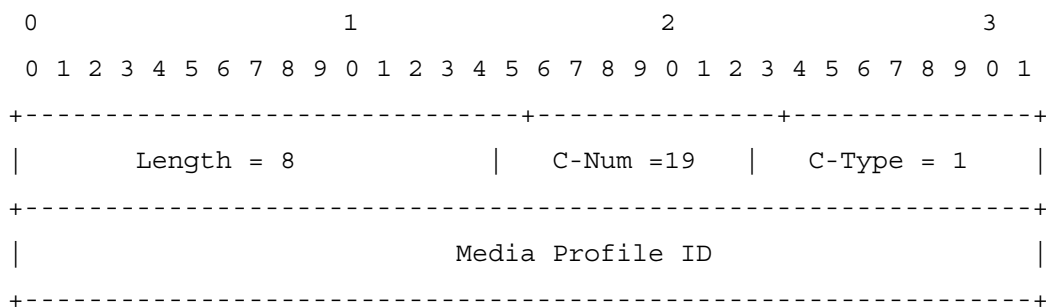 0 1 2 3
0 1 2 3 4 5 6 7 8 9 0 1 2 3 4 5 6 7 8 9 0 1 2 3 4 5 6 7 8 9 0 1
+-------------------------------+---------------+---------------+
| Length = 8 | C-Num =19 | C-Type = 1 |
+---------------------------------------------------------------+
| Media Profile ID |
+---------------------------------------------------------------+